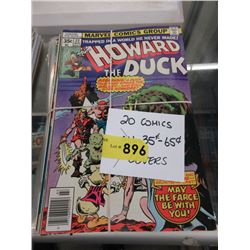 MARVEL COMICS GROUP
TRAPPED IN A WORLD HE NEVER MADE!
HOWARD
THE DUCK
20 COMICS
35¢-65¢
Lot # 896
COVERS
MAY
THE FARCE
BE WITH YOU!